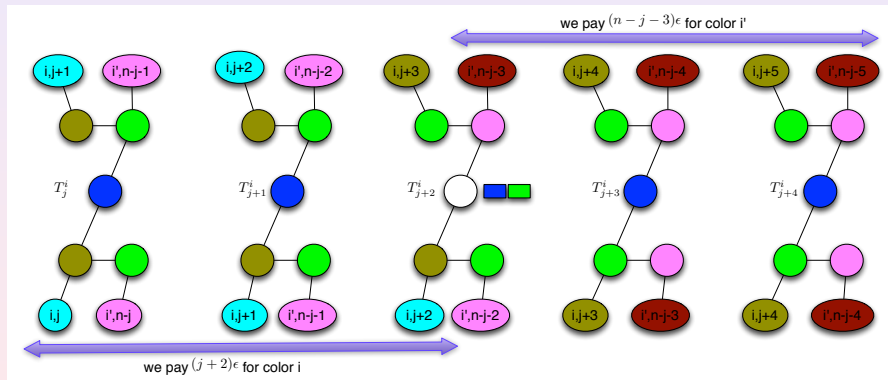 we pay (n − j − 3)ϵ for color i'
i,j+1 i',n-j-1 i,j+2 i',n-j-2 i,j+3 i',n-j-3 i,j+4 i',n-j-4 i,j+5 i',n-j-5
T^i_j T^i_{j+1} T^i_{j+2} T^i_{j+3} T^i_{j+4}
i,j i',n-j i,j+1 i',n-j-1 i,j+2 i',n-j-2 i,j+3 i',n-j-3 i,j+4 i',n-j-4
we pay (j + 2)ϵ for color i